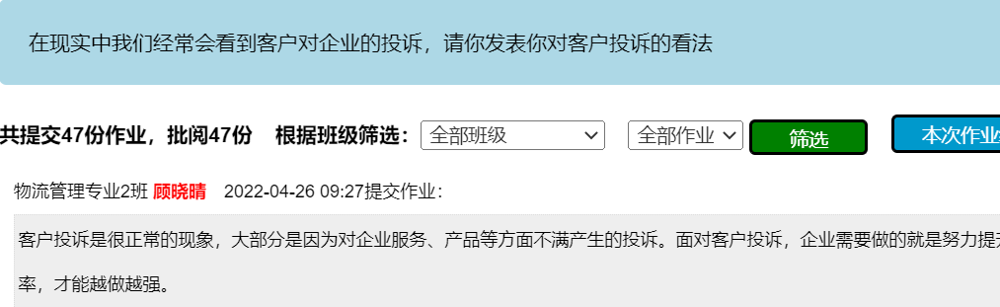 在现实中我们经常会看到客户对企业的投诉，请你发表你对客户投诉的看法
共提交47份作业，批阅47份 根据班级筛选： 全部班级 全部作业 筛选 本次作业
物流管理专业2班 顾晓晴 2022-04-26 09:27提交作业：
客户投诉是很正常的现象，大部分是因为对企业服务、产品等方面不满产生的投诉。面对客户投诉，企业需要做的就是努力提升
率，才能越做越强。